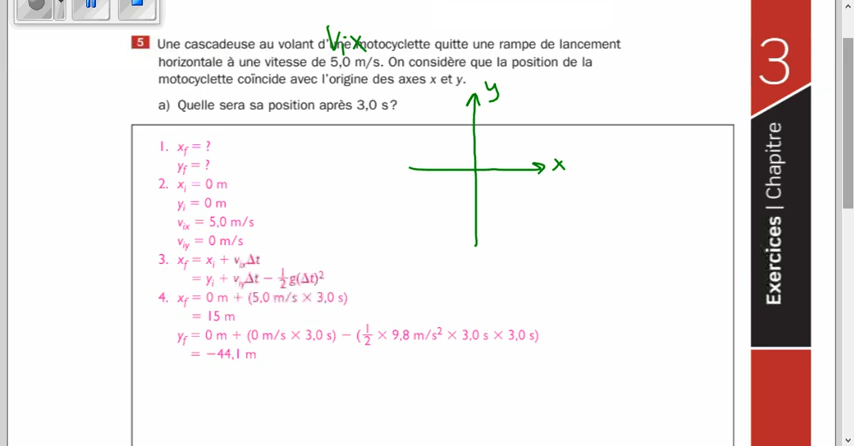 Vix
5 Une cascadeuse au volant d'une motocyclette quitte une rampe de lancement
horizontale à une vitesse de 5,0 m/s. On considère que la position de la
motocyclette coïncide avec l'origine des axes x et y.
a) Quelle sera sa position après 3,0 s?
y
x
1. xf = ?
yf = ?
2. xi = 0 m
yi = 0 m
vix = 5,0 m/s
viy = 0 m/s
3. xf = xi + vixΔt
= yi + viyΔt − 1/2 g(Δt)²
4. xf = 0 m + (5,0 m/s × 3,0 s)
= 15 m
yf = 0 m + (0 m/s × 3,0 s) − (1/2 × 9,8 m/s² × 3,0 s × 3,0 s)
= −44,1 m
3
Exercices | Chapitre